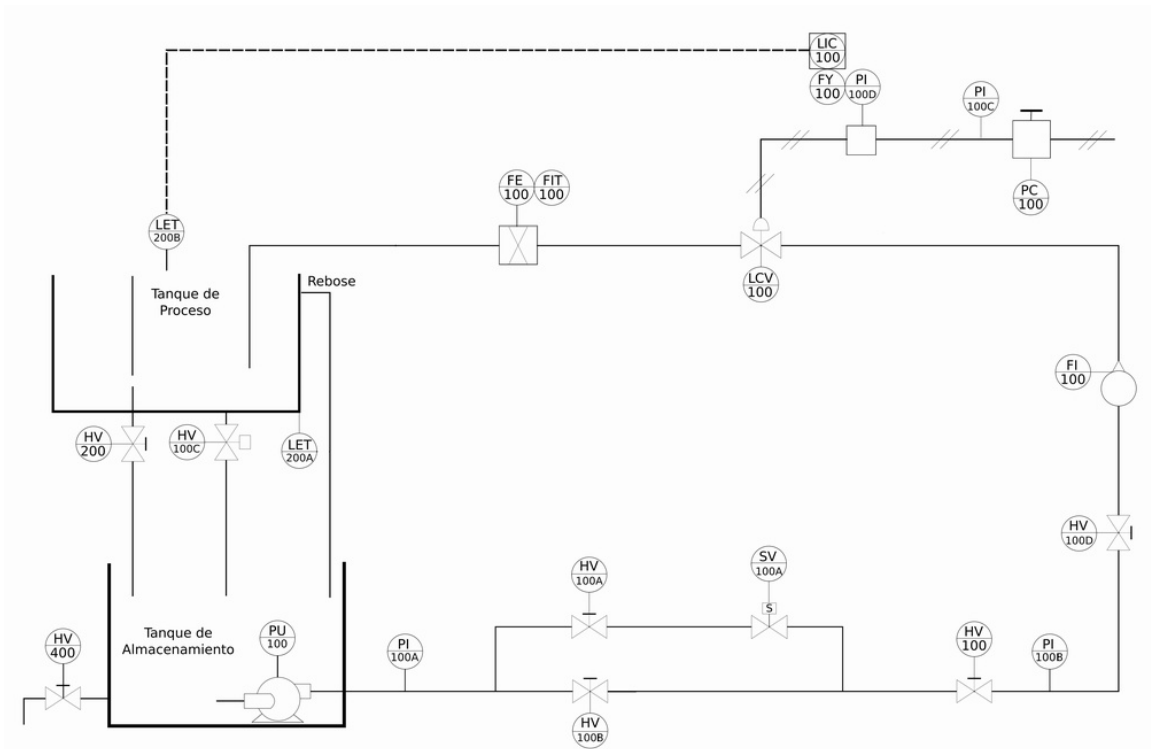 LIC
100
FY
100
PI
100D
PI
100C
PC
100
FE
100
FIT
100
LET
200B
LCV
100
Rebose
Tanque de
Proceso
FI
100
HV
200
HV
100C
LET
200A
HV
100D
HV
100A
SV
100A
S
HV
400
Tanque de
Almacenamiento
PU
100
PI
100A
HV
100
PI
100B
HV
100B